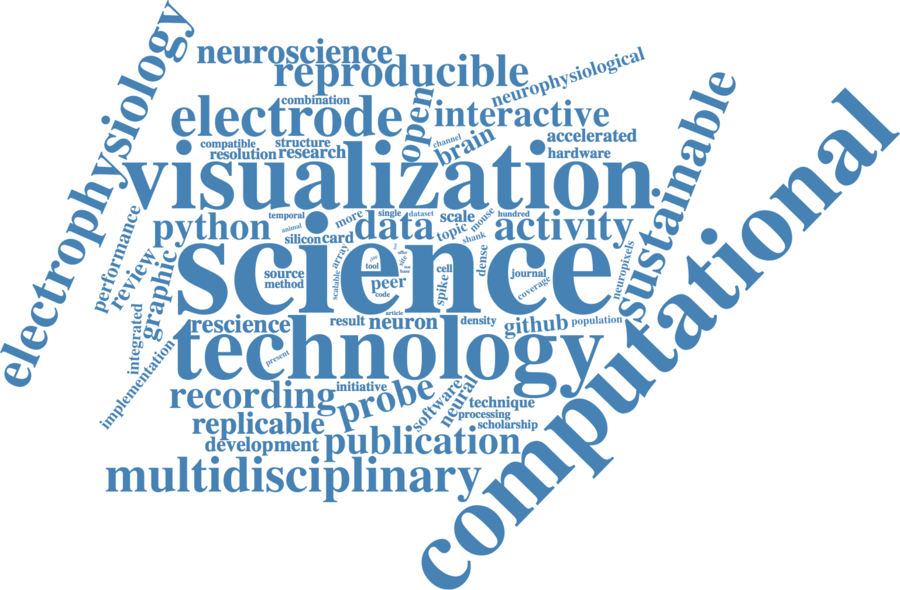 electrophysiology
neuroscience
reproducible
neurophysiological
combination
electrode
open
interactive
sustainable
computational
compatible
structure
channel
brain
accelerated
resolution
research
hardware
visualization
performance
python
temporal
animal
more
single
dataset
data
scale
mouse
hundred
topic
activity
silicon
card
shank
science
review
graphic
source
method
scalable
array
tool
peer
code
site
cell
spike
dense
journal
coverage
neuropixels
article
rescience
result
neuron
density
github
population
integrated
technology
present
implementation
recording
initiative
probe
software
neural
technique
processing
scholarship
replicable
development
publication
multidisciplinary